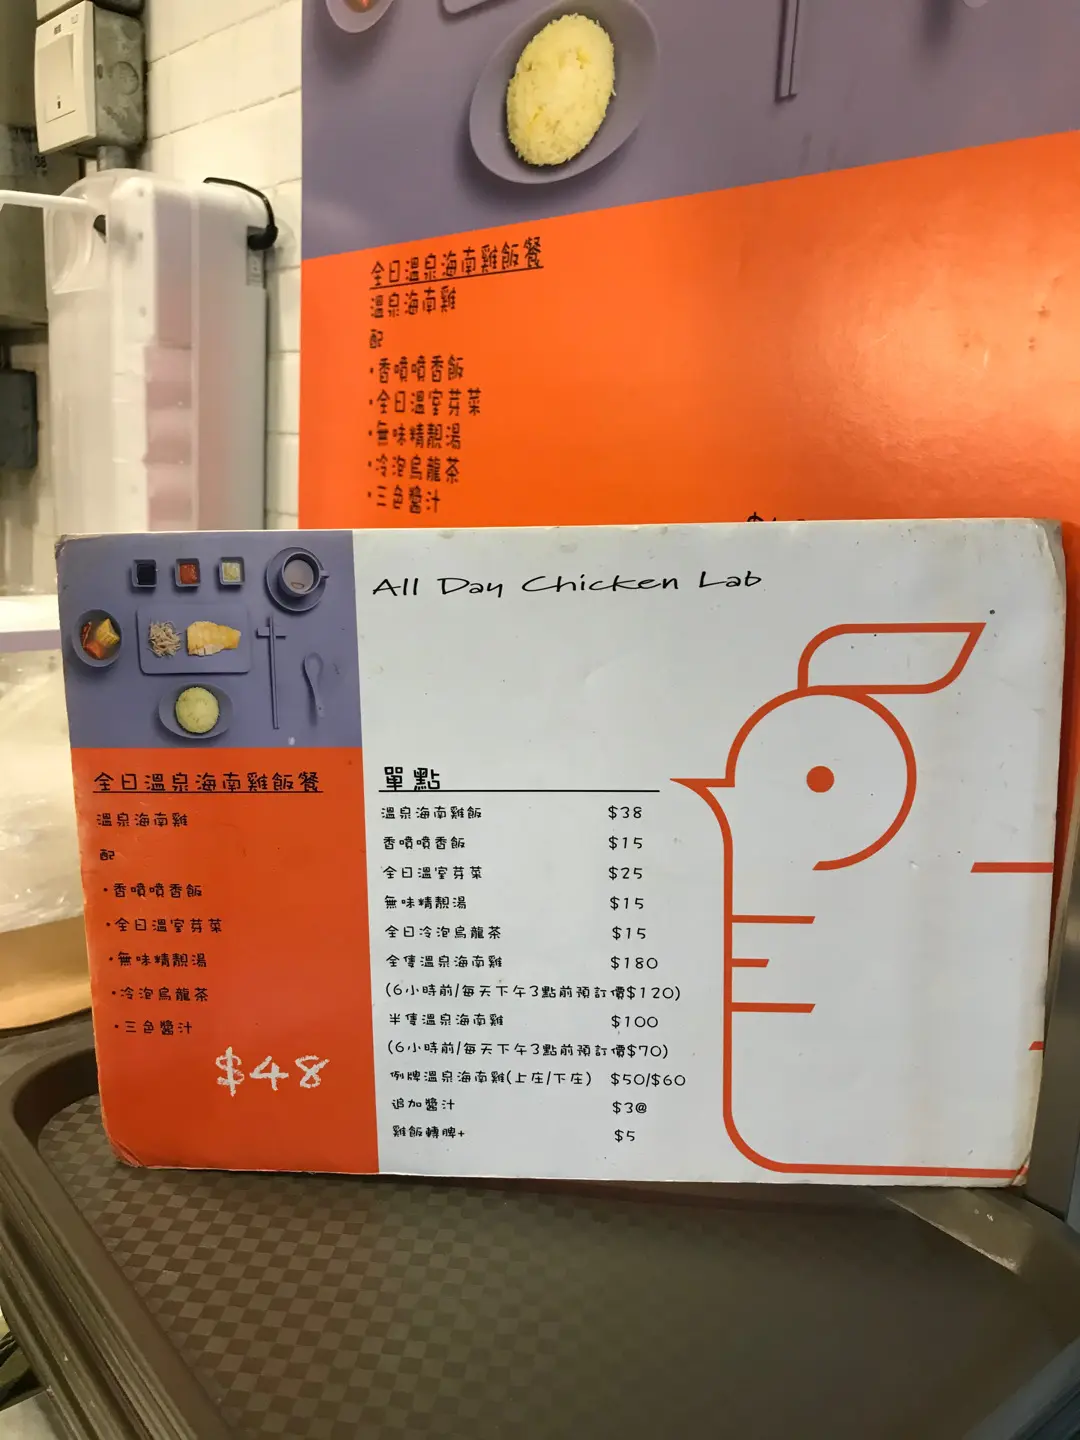 全日溫泉海南雞飯餐
溫泉海南雞
配
·香噴噴香飯
·全日溫室芽菜
·無味精靚湯
·冷泡烏龍茶
·三色醬汁
All Day Chicken Lab
全日溫泉海南雞飯餐
溫泉海南雞
配
·香噴噴香飯
·全日溫室芽菜
·無味精靚湯
·冷泡烏龍茶
·三色醬汁
$48
單點
溫泉海南雞飯 $38
香噴噴香飯 $15
全日溫室芽菜 $25
無味精靚湯 $15
全日冷泡烏龍茶 $15
全隻溫泉海南雞 $180
(6小時前/每天下午3點前預訂價$120)
半隻溫泉海南雞 $100
(6小時前/每天下午3點前預訂價$70)
例牌溫泉海南雞(上庄/下庄) $50/$60
追加醬汁 $3@
雞飯轉脾+ $5